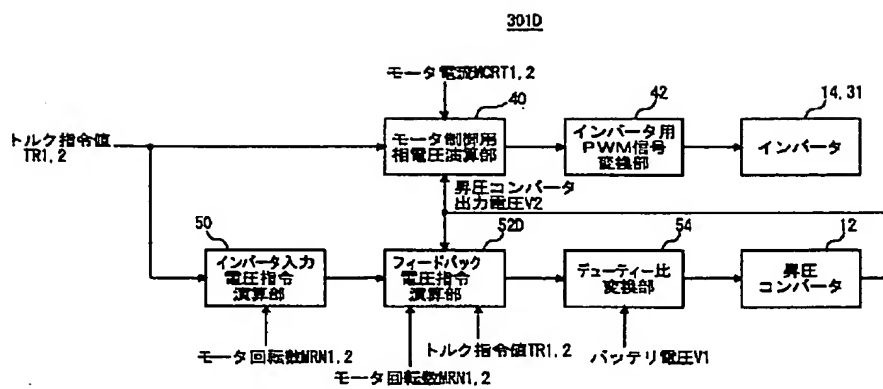 301D
モータ電流MCRT1,2
40
42
14,31
トルク指令値
TR1,2
モータ制御用
相電圧演算部
インバータ用
PWM信号
変換部
インバータ
昇圧コンバータ
出力電圧V2
50
52D
54
12
インバータ入力
電圧指令
演算部
フィードバック
電圧指令
演算部
デューティー比
変換部
昇圧
コンバータ
モータ回転数MRN1,2
トルク指令値TR1,2
モータ回転数MRN1,2
バッテリ電圧V1